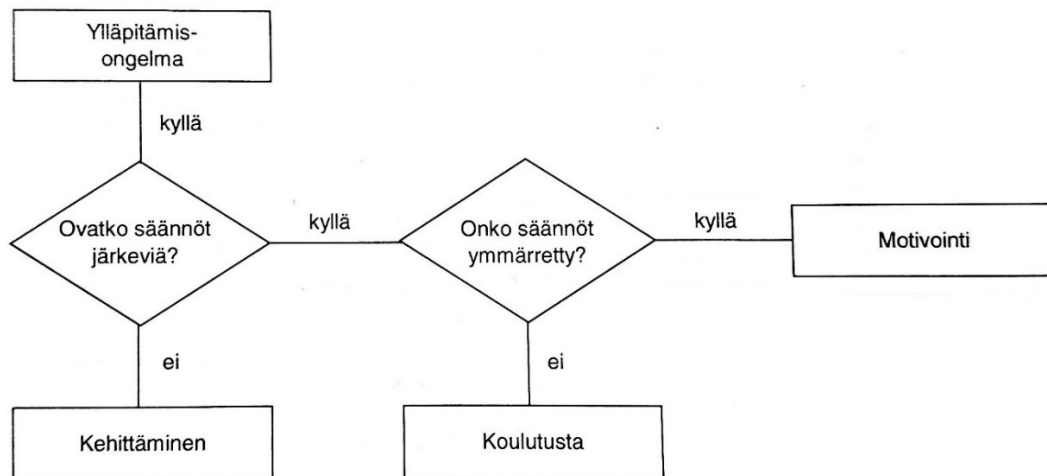 Ylläpitämis-
ongelma
kyllä
Ovatko säännöt
järkeviä?
kyllä
Onko säännöt
ymmärretty?
kyllä
Motivointi
ei
ei
Kehittäminen
Koulutusta